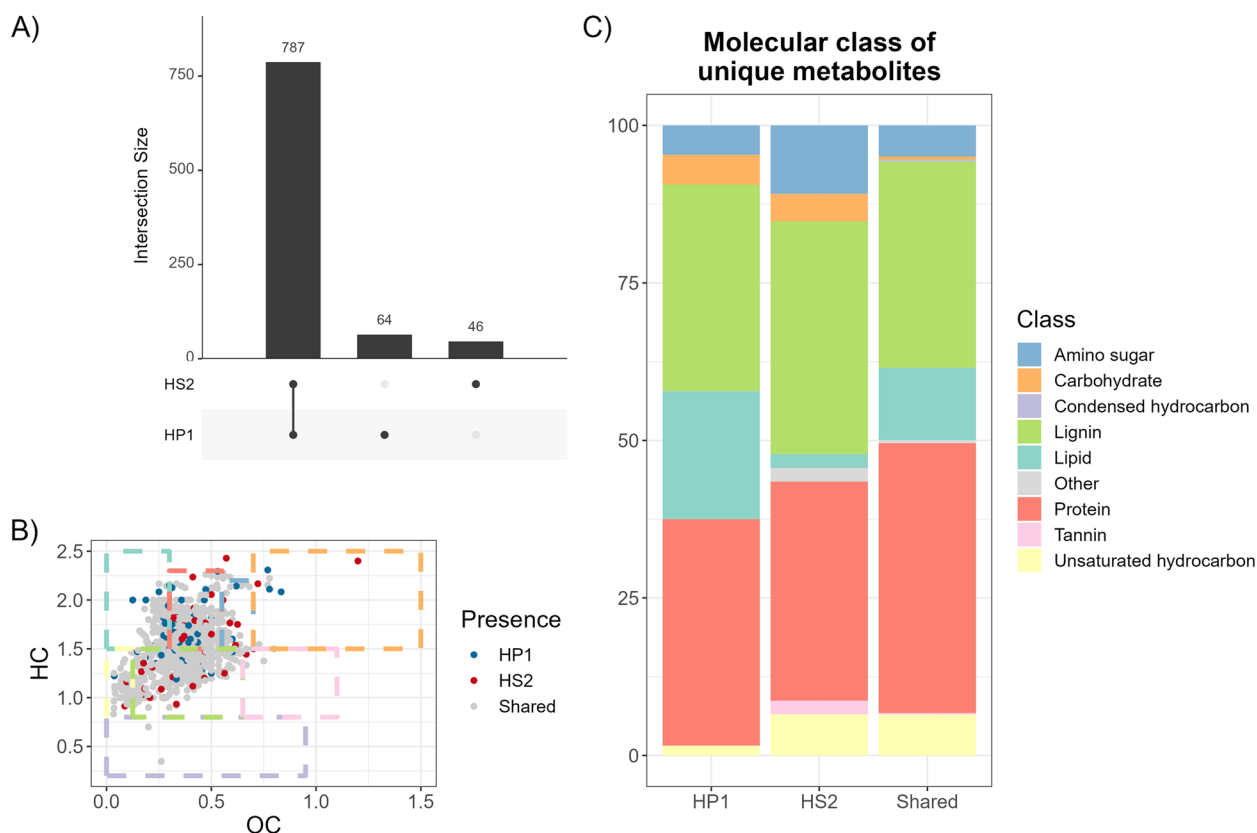 A)
Intersection Size
750
500
250
0
787
64
46
HS2
HP1
B)
HC
2.5
2.0
1.5
1.0
0.5
0.0
0.5
1.0
1.5
OC
Presence
HP1
HS2
Shared
C)
Molecular class of
unique metabolites
100
75
50
25
0
HP1
HS2
Shared
Class
Amino sugar
Carbohydrate
Condensed hydrocarbon
Lignin
Lipid
Other
Protein
Tannin
Unsaturated hydrocarbon